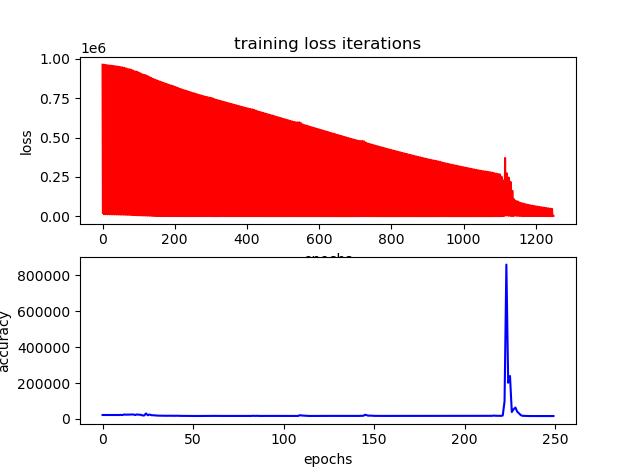 training loss iterations
1e6
1.00
0.75
0.50
0.25
0.00
loss
0 200 400 600 800 1000 1200
epochs
800000
600000
400000
200000
0
accuracy
0 50 100 150 200 250
epochs